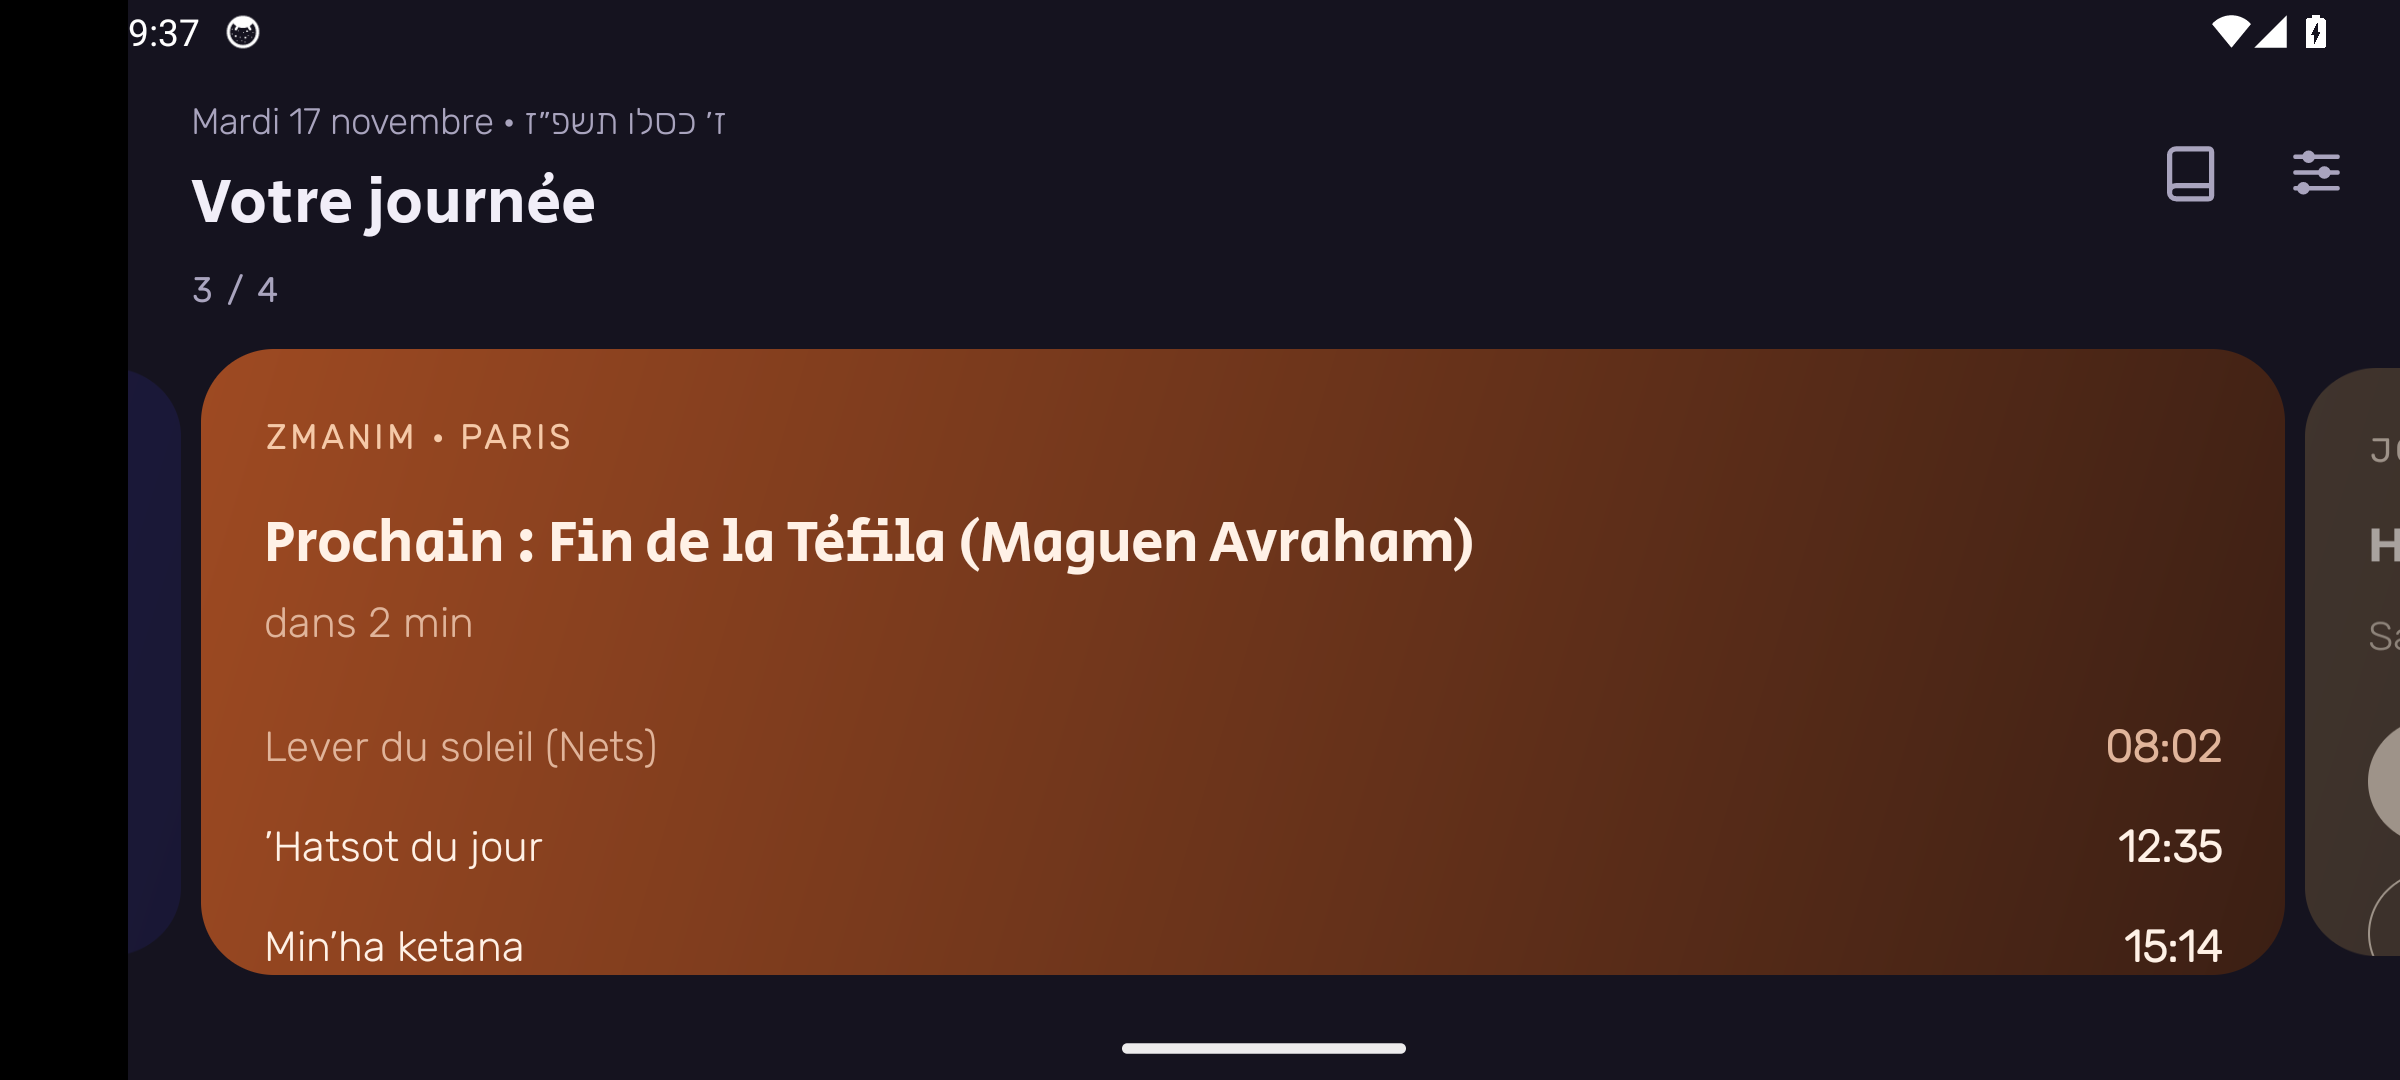 9:37
Mardi 17 novembre • ז׳ כסלו תשפ״ז
Votre journée
3 / 4
ZMANIM • PARIS
Prochain : Fin de la Téfila (Maguen Avraham)
dans 2 min
Lever du soleil (Nets) 08:02
’Hatsot du jour 12:35
Min’ha ketana 15:14